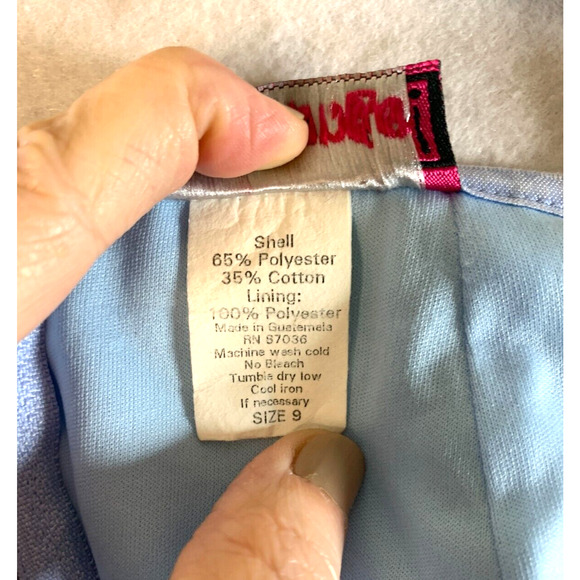 Shell
65% Polyester
35% Cotton
Lining:
100% Polyester
Made in Guatemala
RN 87036
Machine wash cold
No Bleach
Tumble dry low
Cool iron
If necessary
SIZE 9